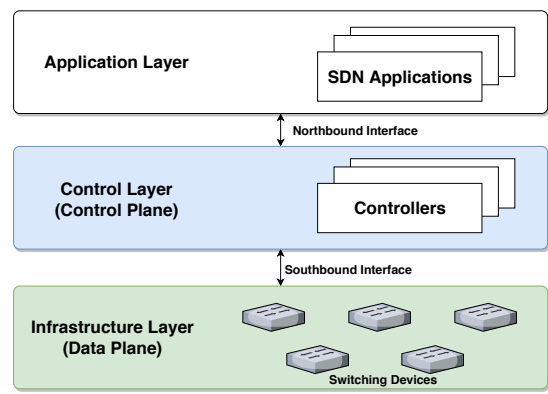 Application Layer
SDN Applications
Northbound Interface
Control Layer
(Control Plane)
Controllers
Southbound Interface
Infrastructure Layer
(Data Plane)
Switching Devices